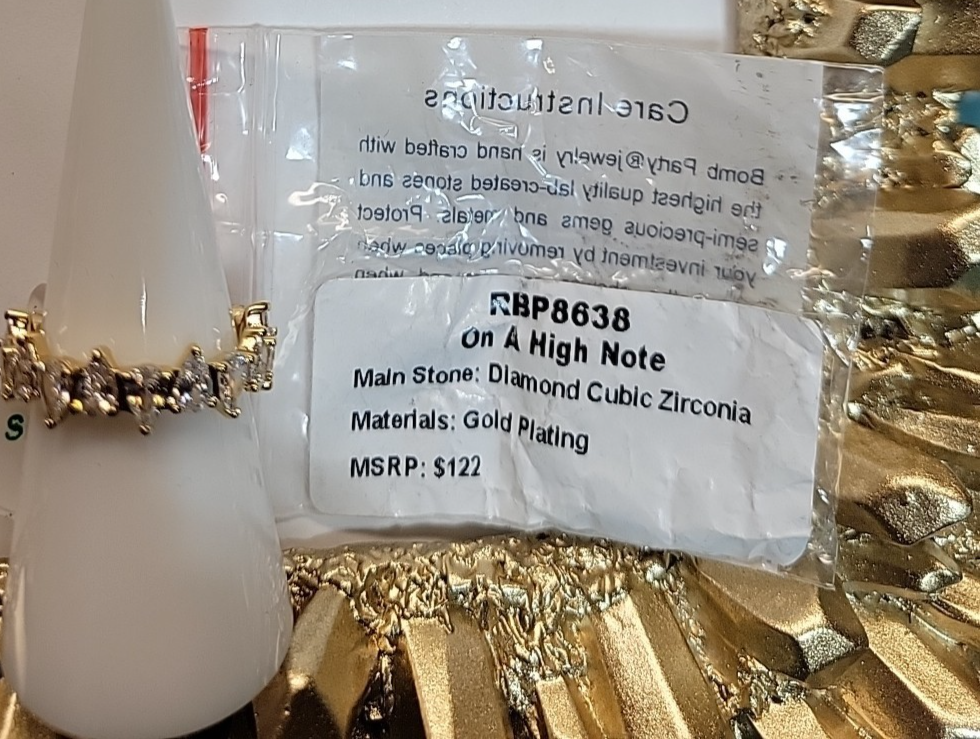 Care Instructions
Bomb Party® jewelry is hand crafted with
the highest quality lab-created stones and
semi-precious gems and metals. Protect
your investment by removing pieces when
RBP8638
On A High Note
Main Stone: Diamond Cubic Zirconia
Materials: Gold Plating
MSRP: $122
S